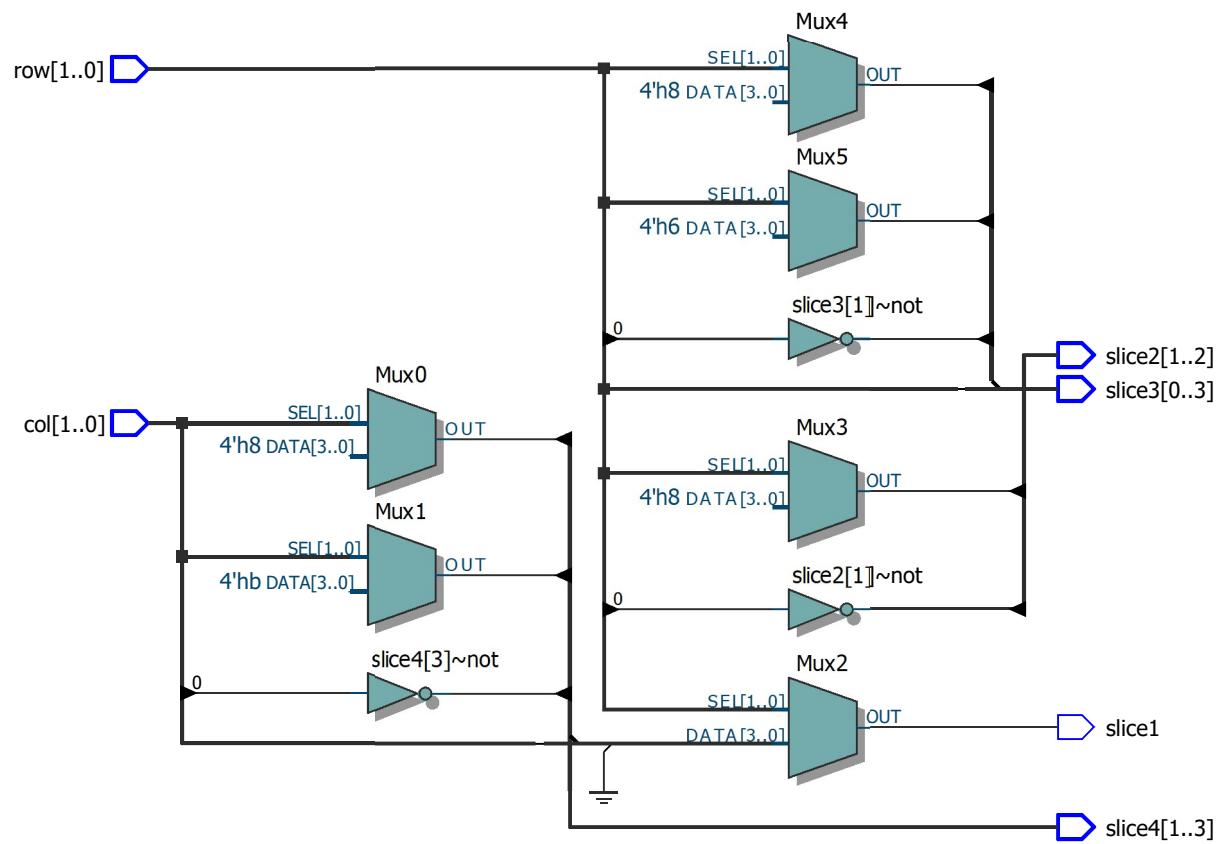 Mux4
row[1..0]
SEL[1..0]
OUT
4'h8 DATA[3..0]
Mux5
SEL[1..0]
OUT
4'h6 DATA[3..0]
slice3[1]~not
0
slice2[1..2]
slice3[0..3]
Mux0
col[1..0]
SEL[1..0]
OUT
4'h8 DATA[3..0]
Mux3
SEL[1..0]
OUT
4'h8 DATA[3..0]
Mux1
SEL[1..0]
OUT
4'hb DATA[3..0]
slice2[1]~not
0
slice4[3]~not
0
Mux2
SEL[1..0]
OUT
DATA[3..0]
slice1
slice4[1..3]